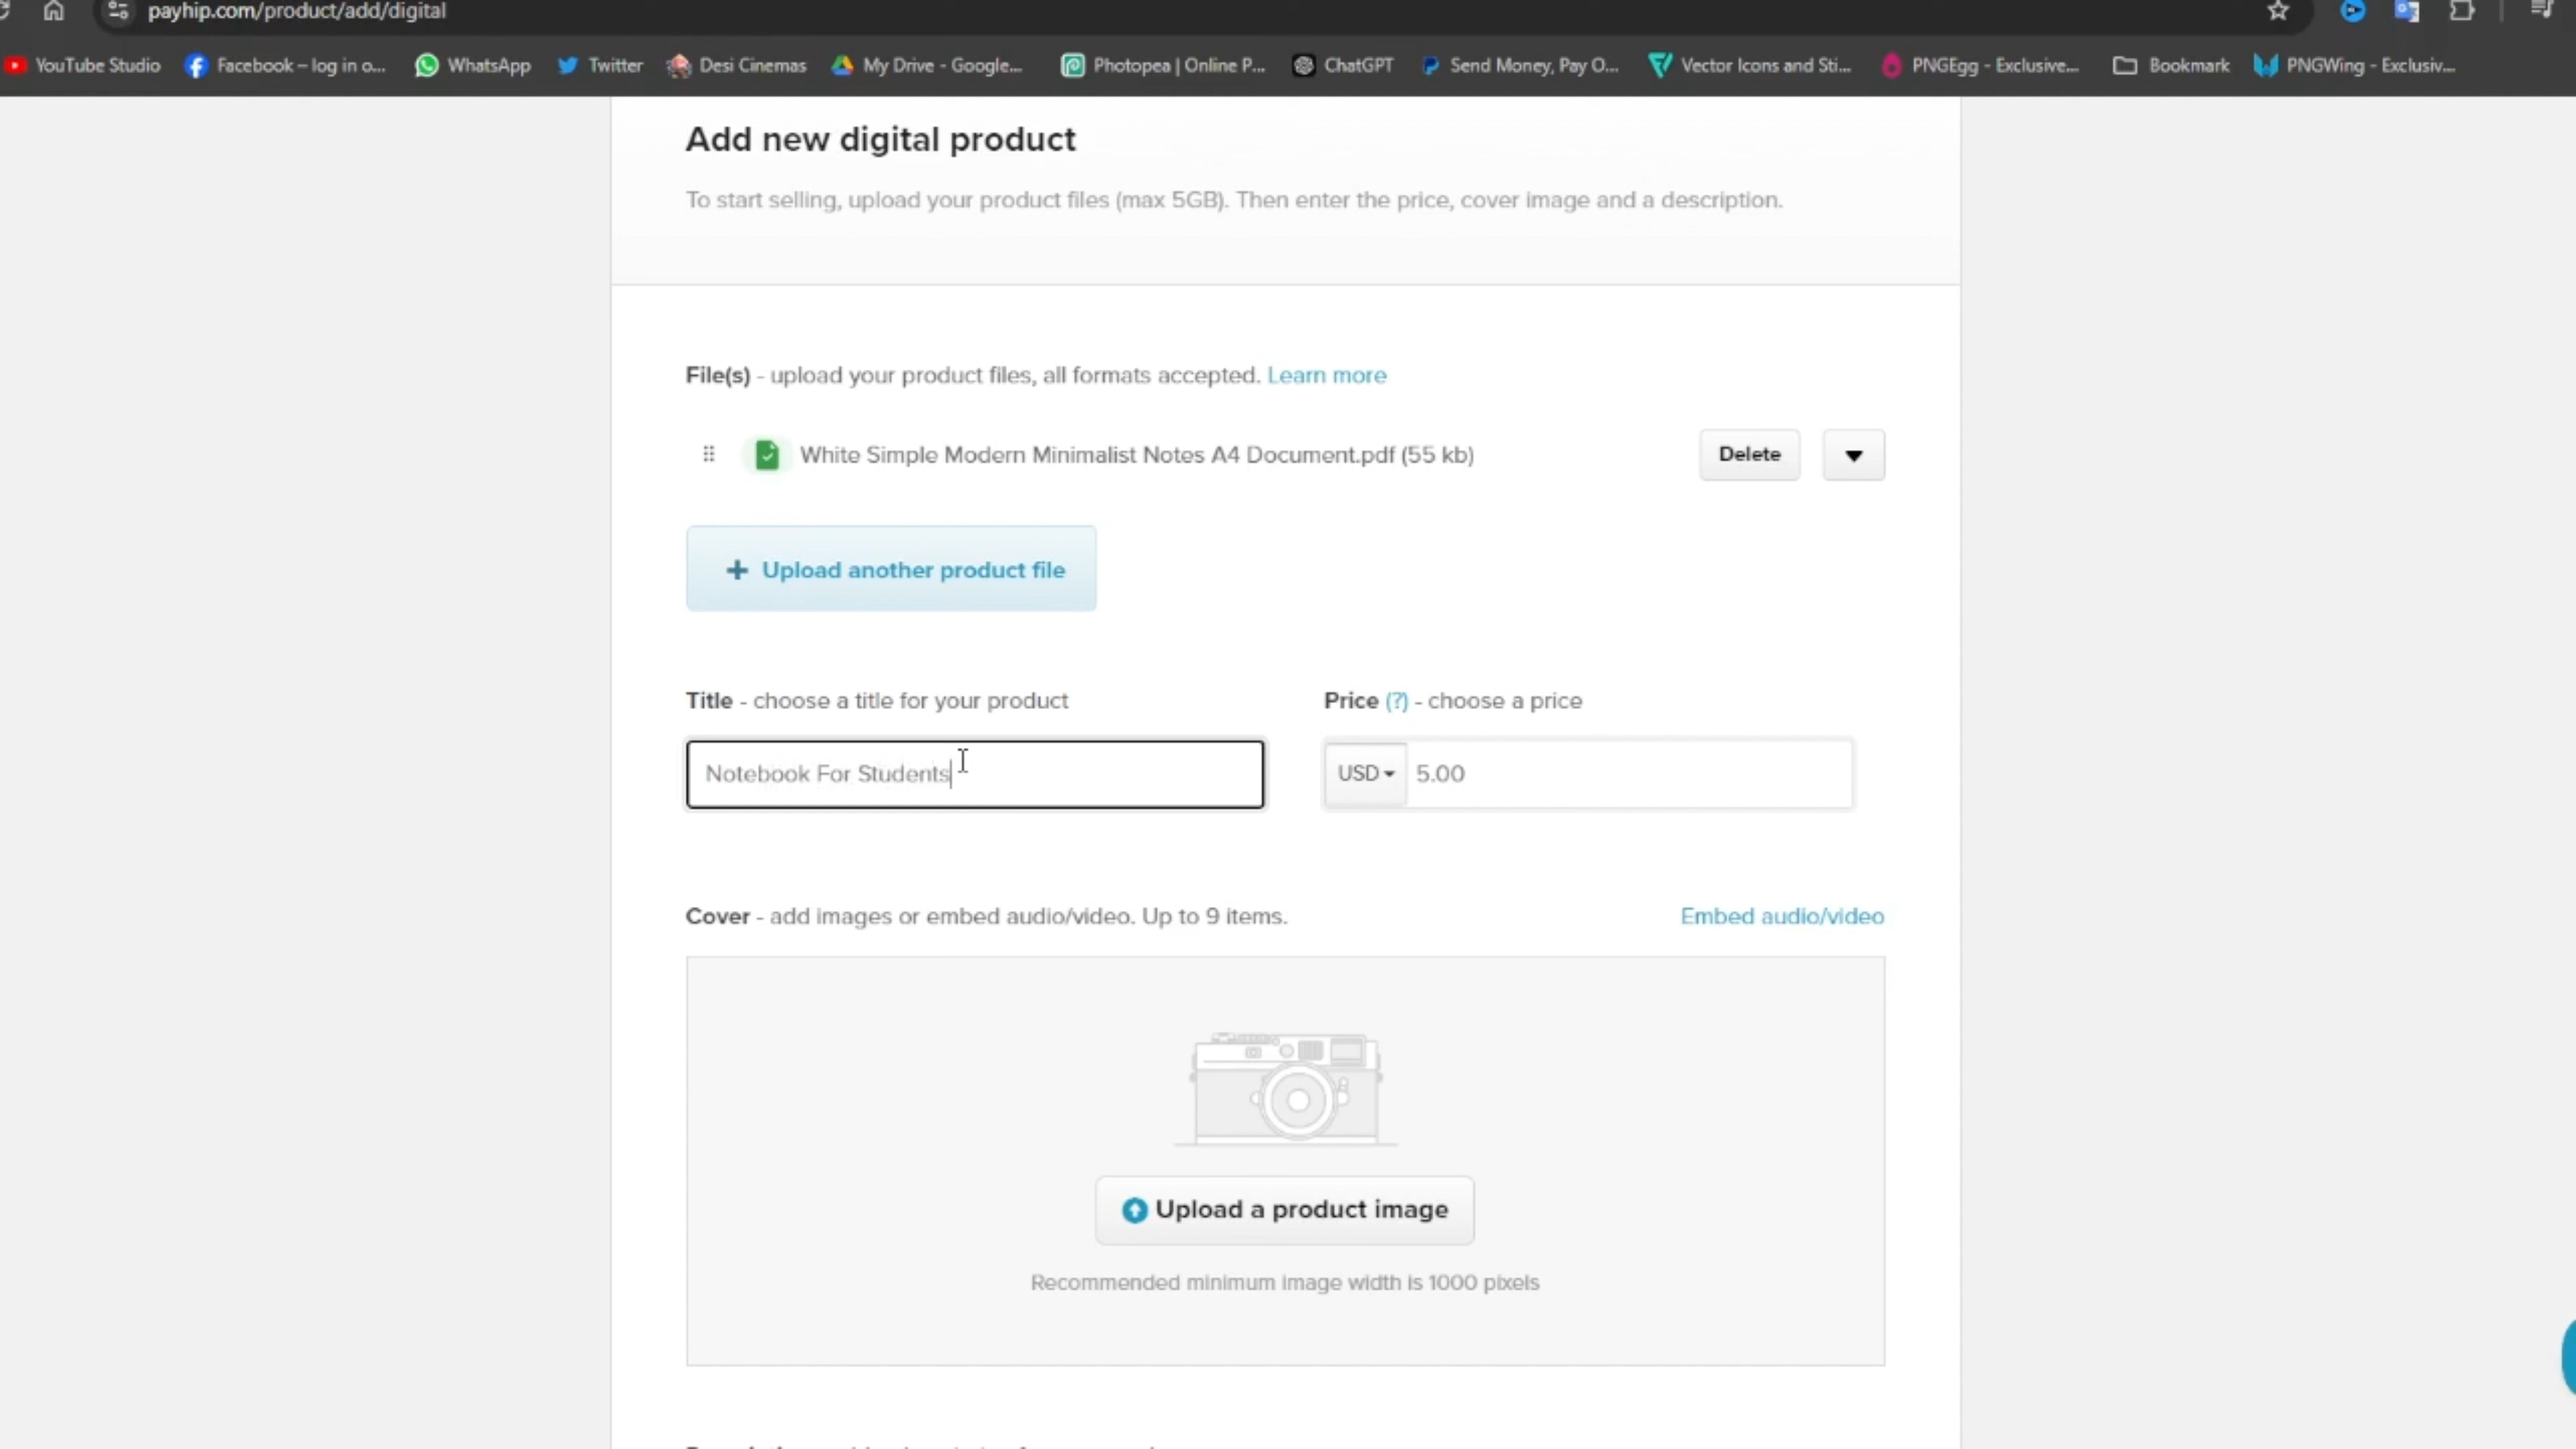 payhip.com/product/add/digital
YouTube Studio Facebook – log in o... WhatsApp Twitter Desi Cinemas My Drive - Google... Photopea | Online P... ChatGPT Send Money, Pay O... Vector Icons and Sti... PNGEgg - Exclusive... Bookmark PNGWing - Exclusiv...
Add new digital product
To start selling, upload your product files (max 5GB). Then enter the price, cover image and a description.
File(s) - upload your product files, all formats accepted. Learn more
White Simple Modern Minimalist Notes A4 Document.pdf (55 kb) Delete
+ Upload another product file
Title - choose a title for your product Price (?) - choose a price
Notebook For Students USD 5.00
Cover - add images or embed audio/video. Up to 9 items. Embed audio/video
Upload a product image
Recommended minimum image width is 1000 pixels